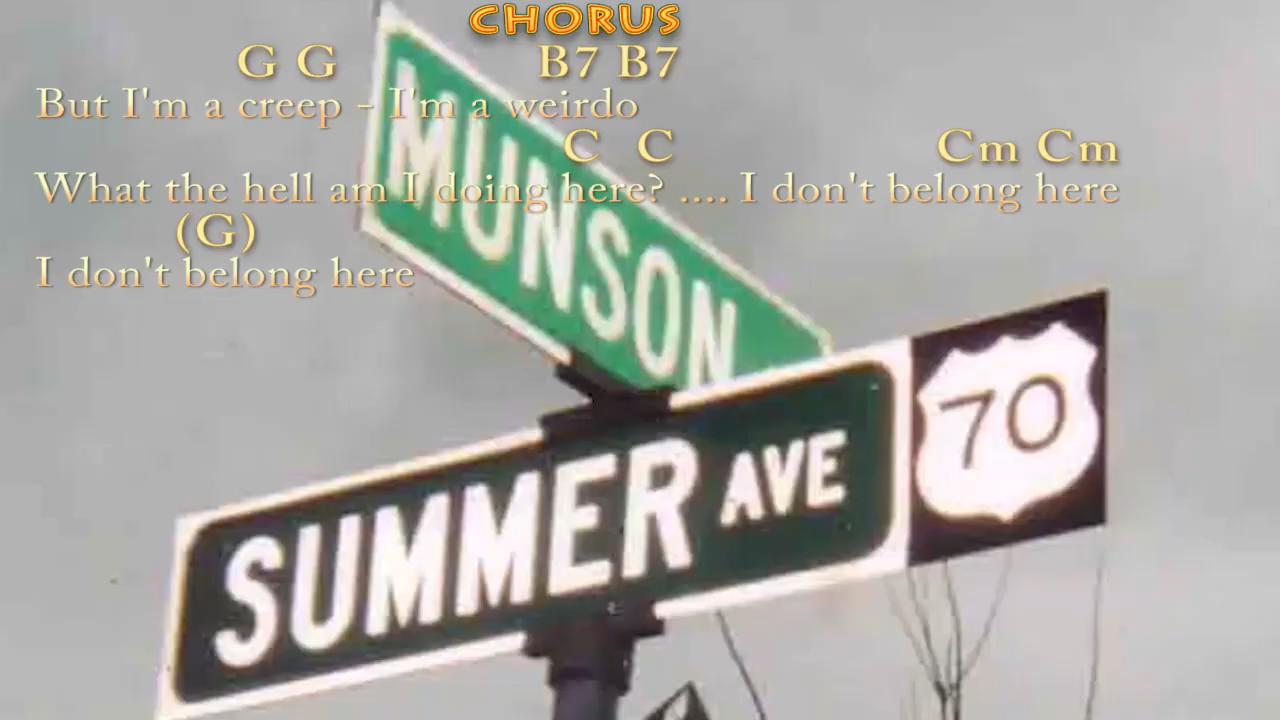 CHORUS
G G B7 B7
But I'm a creep - I'm a weirdo
C C Cm Cm
What the hell am I doing here? .... I don't belong here
(G)
I don't belong here
MUNSON
SUMMER AVE 70